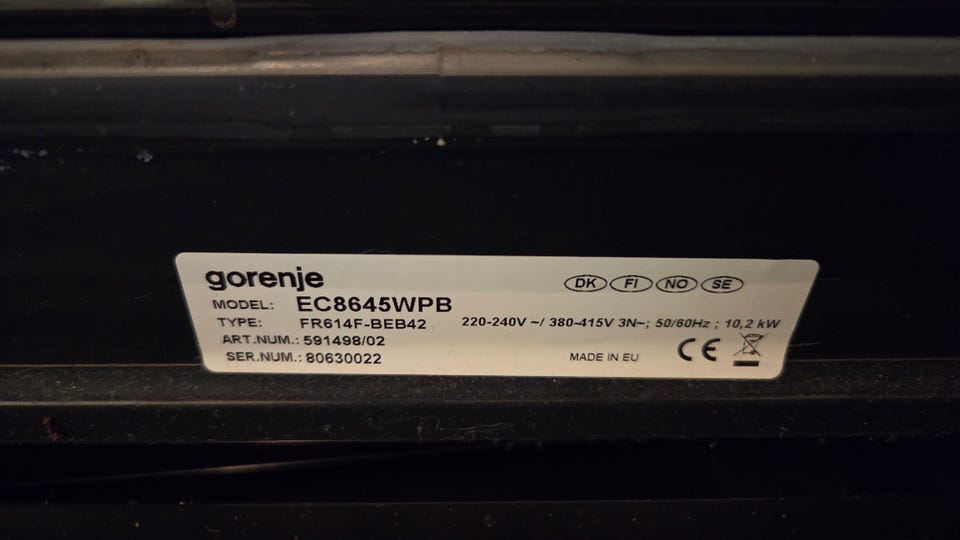 gorenje
DK FI NO SE
MODEL: EC8645WPB
TYPE: FR614F-BEB42 220-240V ~/ 380-415V 3N~; 50/60Hz ; 10,2 kW
ART.NUM.: 591498/02
SER.NUM.: 80630022 MADE IN EU CE